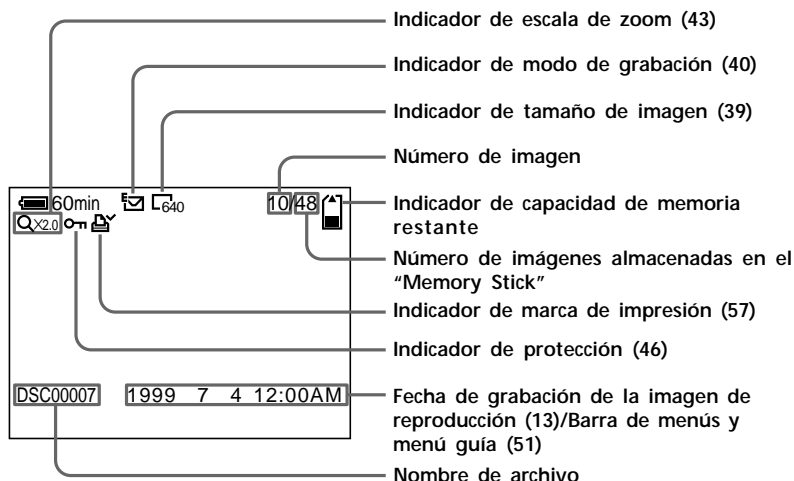 Indicador de escala de zoom (43)
Indicador de modo de grabación (40)
Indicador de tamaño de imagen (39)
Número de imagen
60min
E
640
10/48
Indicador de capacidad de memoria
restante
X2.0
Número de imágenes almacenadas en el
“Memory Stick”
Indicador de marca de impresión (57)
Indicador de protección (46)
DSC00007
1999 7 4 12:00AM
Fecha de grabación de la imagen de
reproducción (13)/Barra de menús y
menú guía (51)
Nombre de archivo